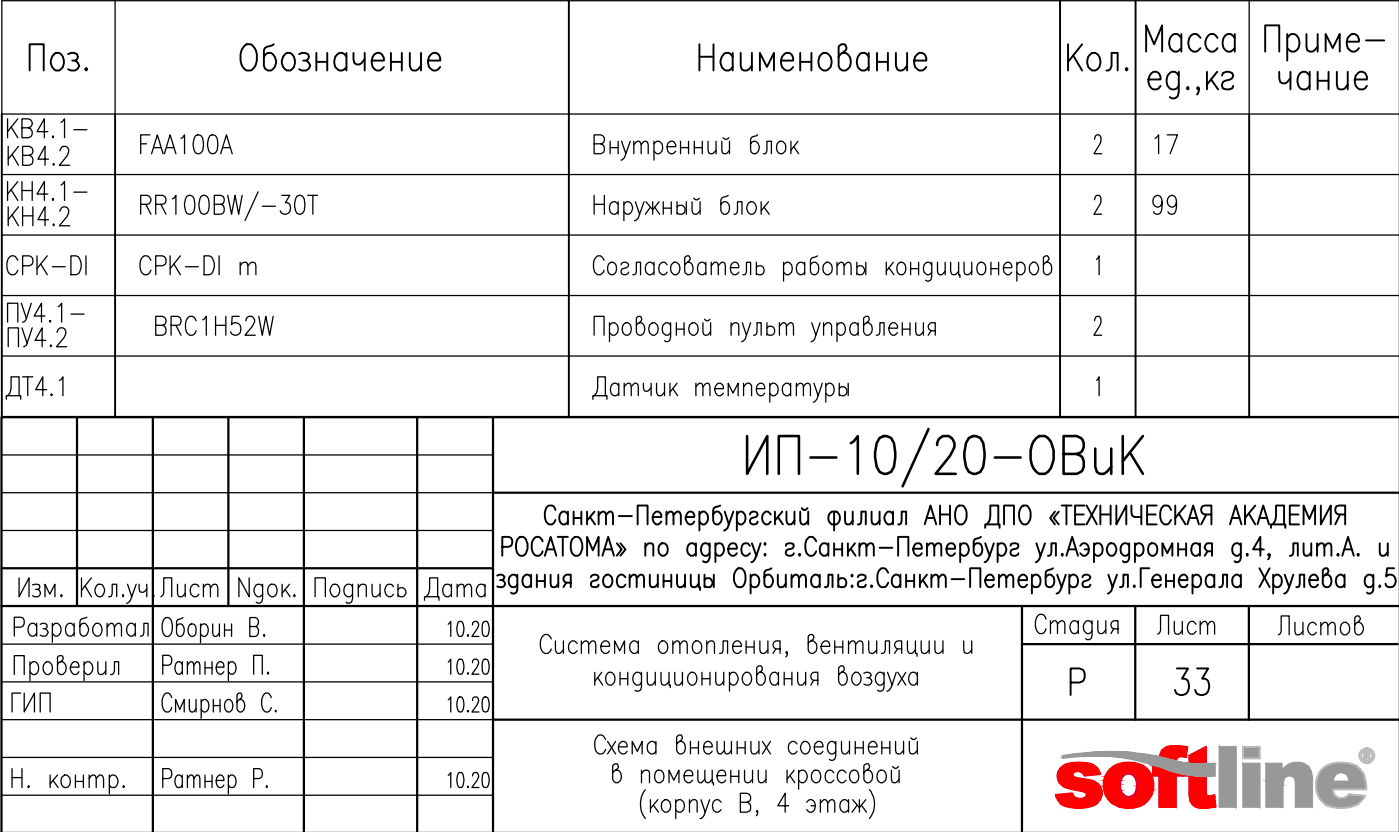 Поз. Обозначение Наименование Кол. Масса ед.,кг Приме-чание
КВ4.1-КВ4.2 FAA100A Внутренний блок 2 17
КН4.1-КН4.2 RR100BW/-30T Наружный блок 2 99
СРК-DI СРК-DI m Согласователь работы кондиционеров 1
ПУ4.1-ПУ4.2 BRC1H52W Проводной пульт управления 2
ДТ4.1 Датчик температуры 1
ИП-10/20-ОВиК
Санкт-Петербургский филиал АНО ДПО «ТЕХНИЧЕСКАЯ АКАДЕМИЯ
РОСАТОМА» по адресу: г.Санкт-Петербург ул.Аэродромная д.4, лит.А. и
здания гостиницы Орбиталь:г.Санкт-Петербург ул.Генерала Хрулева д.5
Изм. Кол.уч. Лист Nдок. Подпись Дата
Разработал Оборин В. 10.20
Проверил Ратнер П. 10.20
ГИП Смирнов С. 10.20
Н. контр. Ратнер Р. 10.20
Система отопления, вентиляции и
кондиционирования воздуха
Стадия Лист Листов
Р 33
Схема внешних соединений
в помещении кроссовой
(корпус В, 4 этаж)
softline®